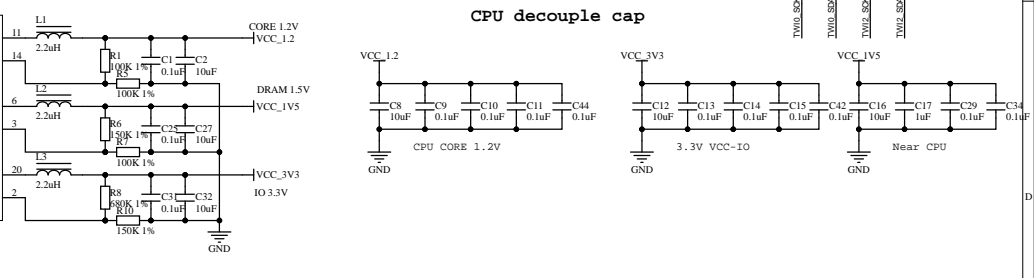 CPU decouple cap
TWI0_SCK
TWI0_SDA
TWI2_SCK
TWI2_SDA
L1
11
2.2uH
CORE 1.2V
VCC_1.2
14
R1
100K 1%
C1
0.1uF
C2
10uF
R5
100K 1%
L2
6
2.2uH
DRAM 1.5V
VCC_1V5
3
R6
150K 1%
C25
0.1uF
C27
10uF
R7
100K 1%
L3
20
2.2uH
VCC_3V3
IO 3.3V
2
R8
680K 1%
C31
0.1uF
C32
10uF
R10
150K 1%
GND
VCC_1.2
C8
10uF
C9
0.1uF
C10
0.1uF
C11
0.1uF
C44
0.1uF
GND
CPU CORE 1.2V
VCC_3V3
C12
10uF
C13
0.1uF
C14
0.1uF
C15
0.1uF
C42
0.1uF
GND
3.3V VCC-IO
VCC_1V5
C16
10uF
C17
1uF
C29
0.1uF
C34
0.1uF
GND
Near CPU
D